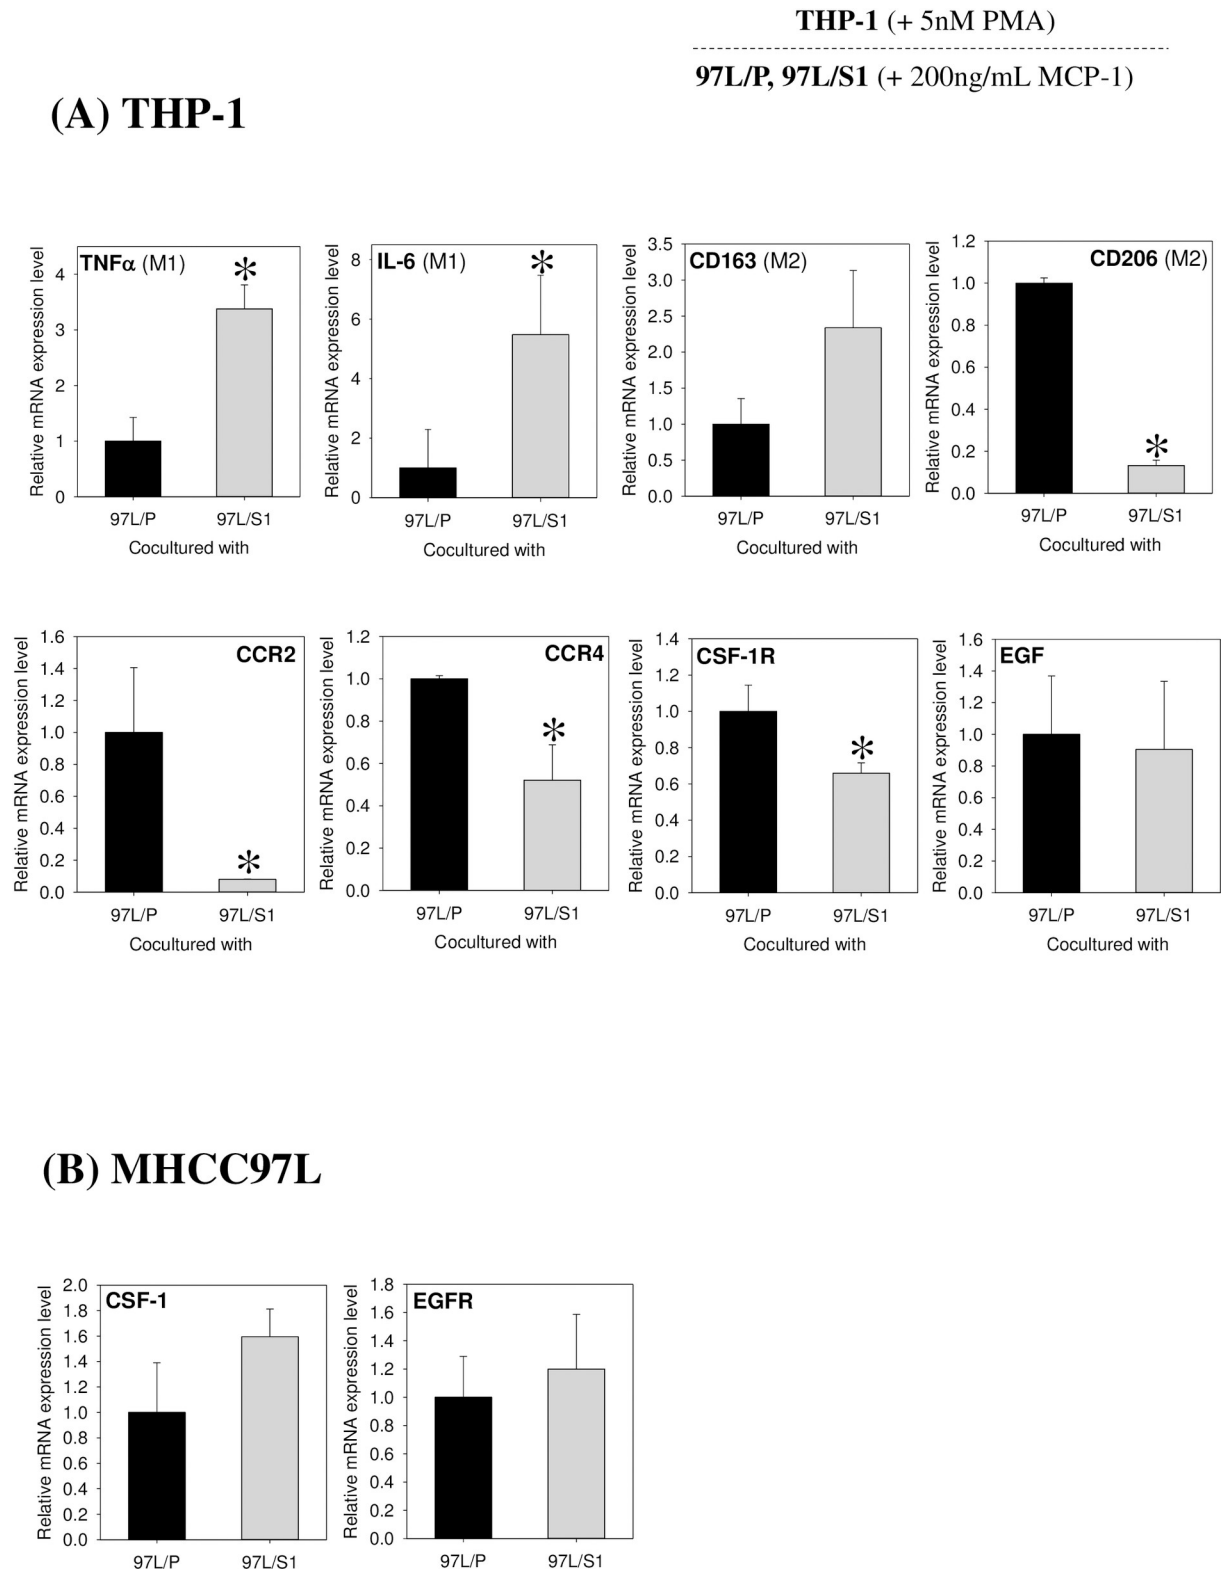 THP-1 (+ 5nM PMA)
97L/P, 97L/S1 (+ 200ng/mL MCP-1)
(A) THP-1
Relative mRNA expression level
TNFα (M1)
*
4
3
2
1
0
97L/P
97L/S1
Cocultured with
Relative mRNA expression level
IL-6 (M1)
*
8
6
4
2
0
97L/P
97L/S1
Cocultured with
Relative mRNA expression level
CD163 (M2)
3.5
3.0
2.5
2.0
1.5
1.0
0.5
0.0
97L/P
97L/S1
Cocultured with
Relative mRNA expression level
CD206 (M2)
*
1.2
1.0
0.8
0.6
0.4
0.2
0.0
97L/P
97L/S1
Cocultured with
Relative mRNA expression level
CCR2
*
1.6
1.4
1.2
1.0
0.8
0.6
0.4
0.2
0.0
97L/P
97L/S1
Cocultured with
Relative mRNA expression level
CCR4
*
1.2
1.0
0.8
0.6
0.4
0.2
0.0
97L/P
97L/S1
Cocultured with
Relative mRNA expression level
CSF-1R
*
1.4
1.2
1.0
0.8
0.6
0.4
0.2
0.0
97L/P
97L/S1
Cocultured with
Relative mRNA expression level
EGF
1.6
1.4
1.2
1.0
0.8
0.6
0.4
0.2
0.0
97L/P
97L/S1
Cocultured with
(B) MHCC97L
Relative mRNA expression level
CSF-1
2.0
1.8
1.6
1.4
1.2
1.0
0.8
0.6
0.4
0.2
0.0
97L/P
97L/S1
Relative mRNA expression level
EGFR
1.8
1.6
1.4
1.2
1.0
0.8
0.6
0.4
0.2
0.0
97L/P
97L/S1